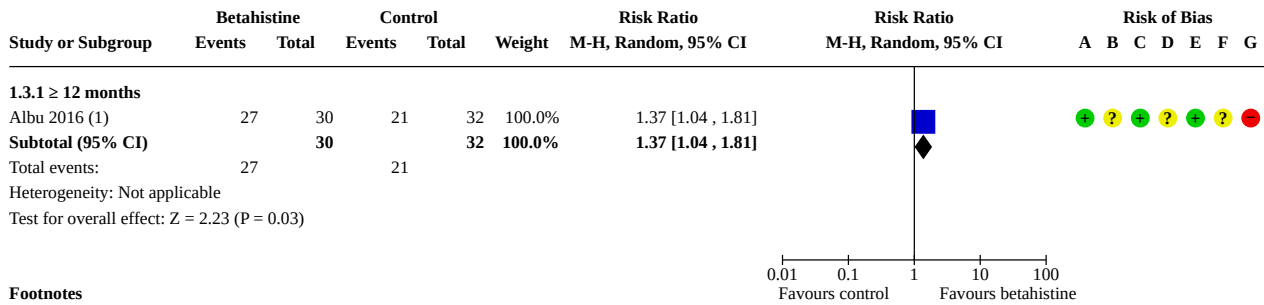 Betahistine Control Risk Ratio Risk Ratio Risk of Bias
Study or Subgroup Events Total Events Total Weight M-H, Random, 95% CI M-H, Random, 95% CI A B C D E F G
1.3.1 ≥ 12 months
Albu 2016 (1) 27 30 21 32 100.0% 1.37 [1.04 , 1.81] + ? + ? + ? −
Subtotal (95% CI) 30 32 100.0% 1.37 [1.04 , 1.81]
Total events: 27 21
Heterogeneity: Not applicable
Test for overall effect: Z = 2.23 (P = 0.03)
0.01 0.1 1 10 100
Favours control Favours betahistine
Footnotes